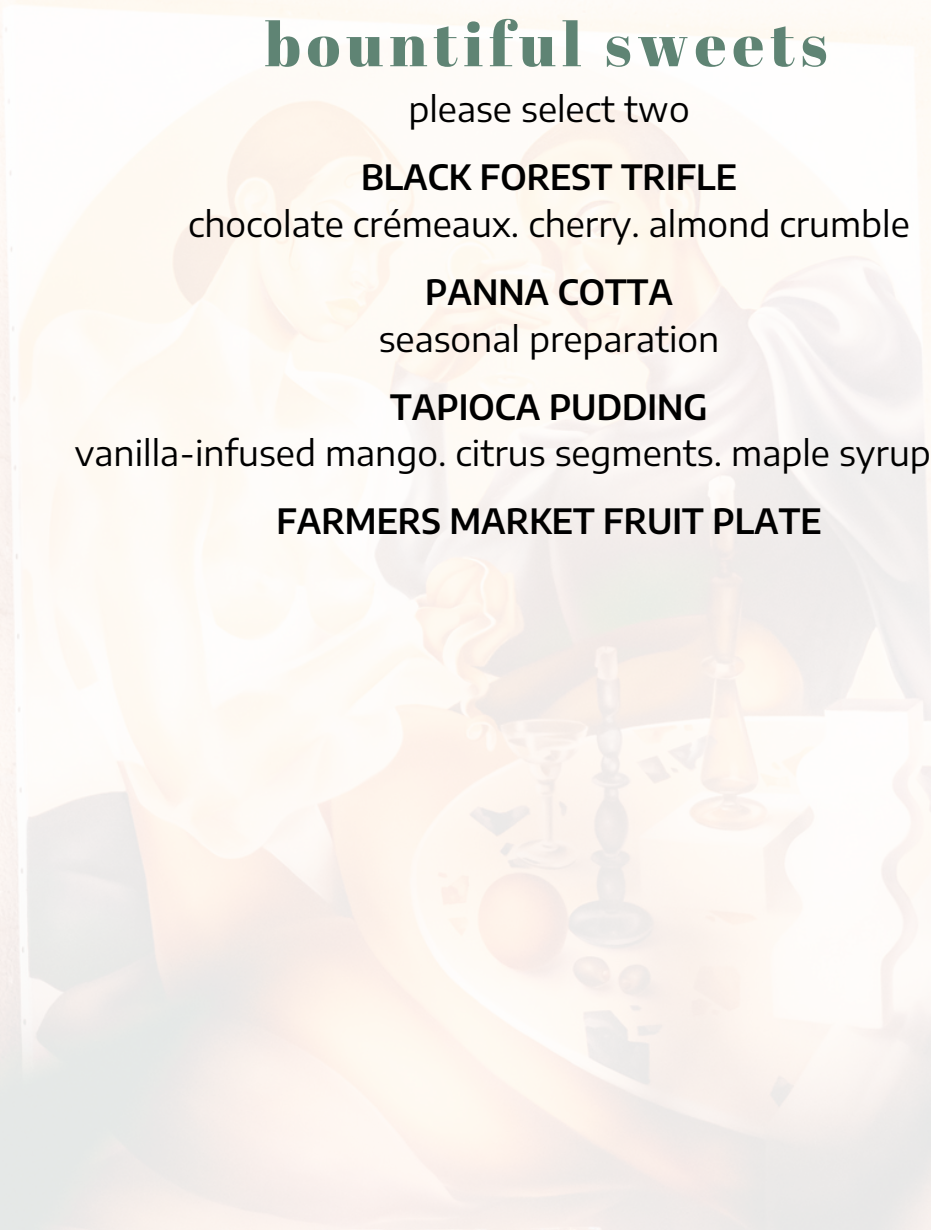 bountiful sweets
please select two
BLACK FOREST TRIFLE
chocolate crémeaux. cherry. almond crumble
PANNA COTTA
seasonal preparation
TAPIOCA PUDDING
vanilla-infused mango. citrus segments. maple syrup
FARMERS MARKET FRUIT PLATE